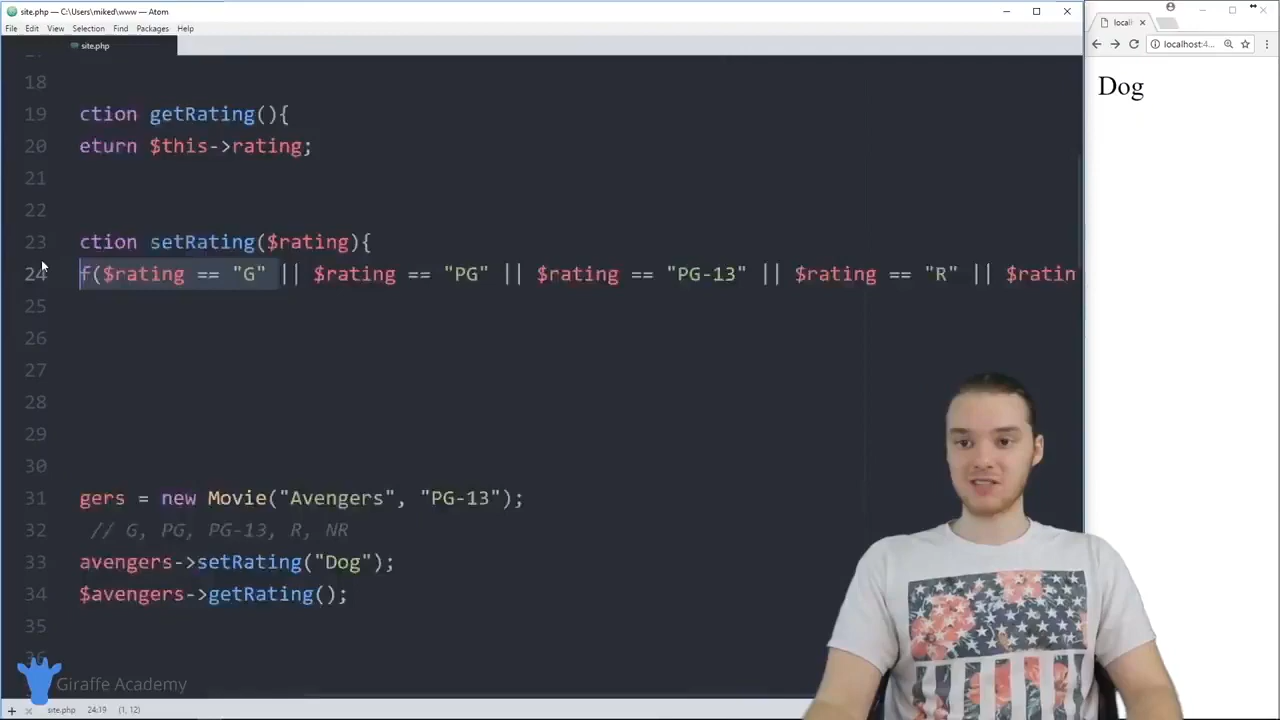 site.php — C:\Users\miked\www — Atom
File Edit View Selection Find Packages Help
site.php
18
19 ction getRating(){
20 eturn $this->rating;
21
22
23 ction setRating($rating){
24 f($rating == "G" || $rating == "PG" || $rating == "PG-13" || $rating == "R" || $ratin
25
26
27
28
29
30
31 gers = new Movie("Avengers", "PG-13");
32 // G, PG, PG-13, R, NR
33 avengers->setRating("Dog");
34 $avengers->getRating();
35
36
Giraffe Academy
site.php 24:19 (1, 12)
locall
localhost:4...
Dog